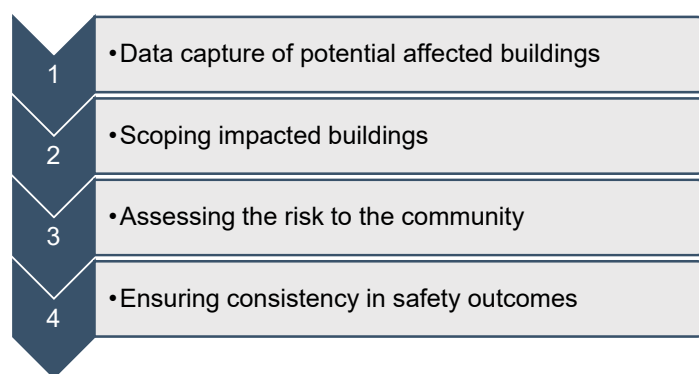 1
•Data capture of potential affected buildings
2
•Scoping impacted buildings
3
•Assessing the risk to the community
4
•Ensuring consistency in safety outcomes